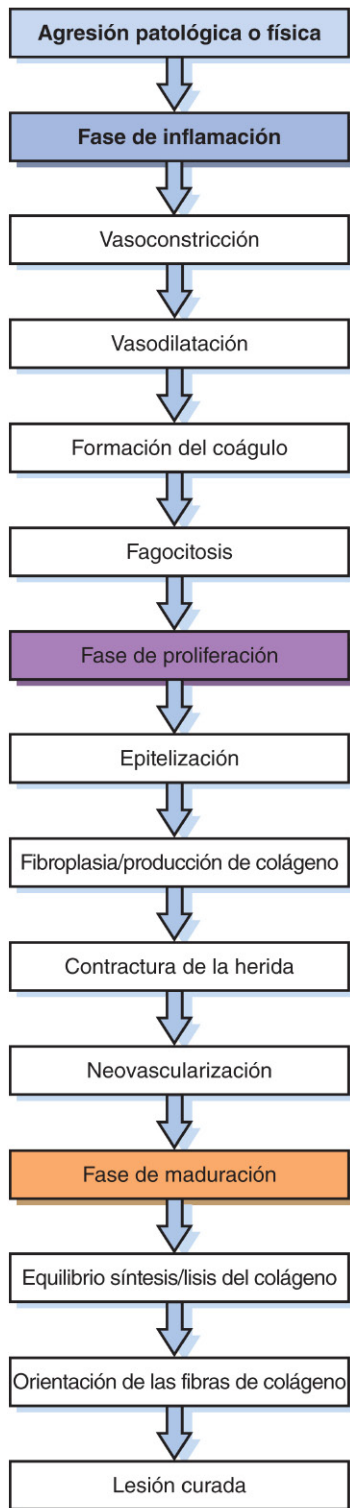 Agresión patológica o física
Fase de inflamación
Vasoconstricción
Vasodilatación
Formación del coágulo
Fagocitosis
Fase de proliferación
Epitelización
Fibroplasia/producción de colágeno
Contractura de la herida
Neovascularización
Fase de maduración
Equilibrio síntesis/lisis del colágeno
Orientación de las fibras de colágeno
Lesión curada